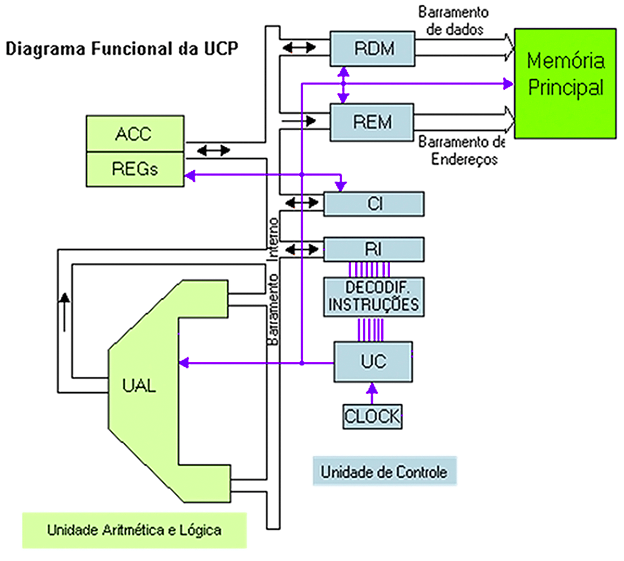 Diagrama Funcional da UCP
Barramento
de dados
RDM
Memória
Principal
REM
Barramento de
Endereços
ACC
REGs
CI
RI
Barramento Interno
DECODIF.
INSTRUÇÕES
UAL
UC
CLOCK
Unidade de Controle
Unidade Aritmética e Lógica